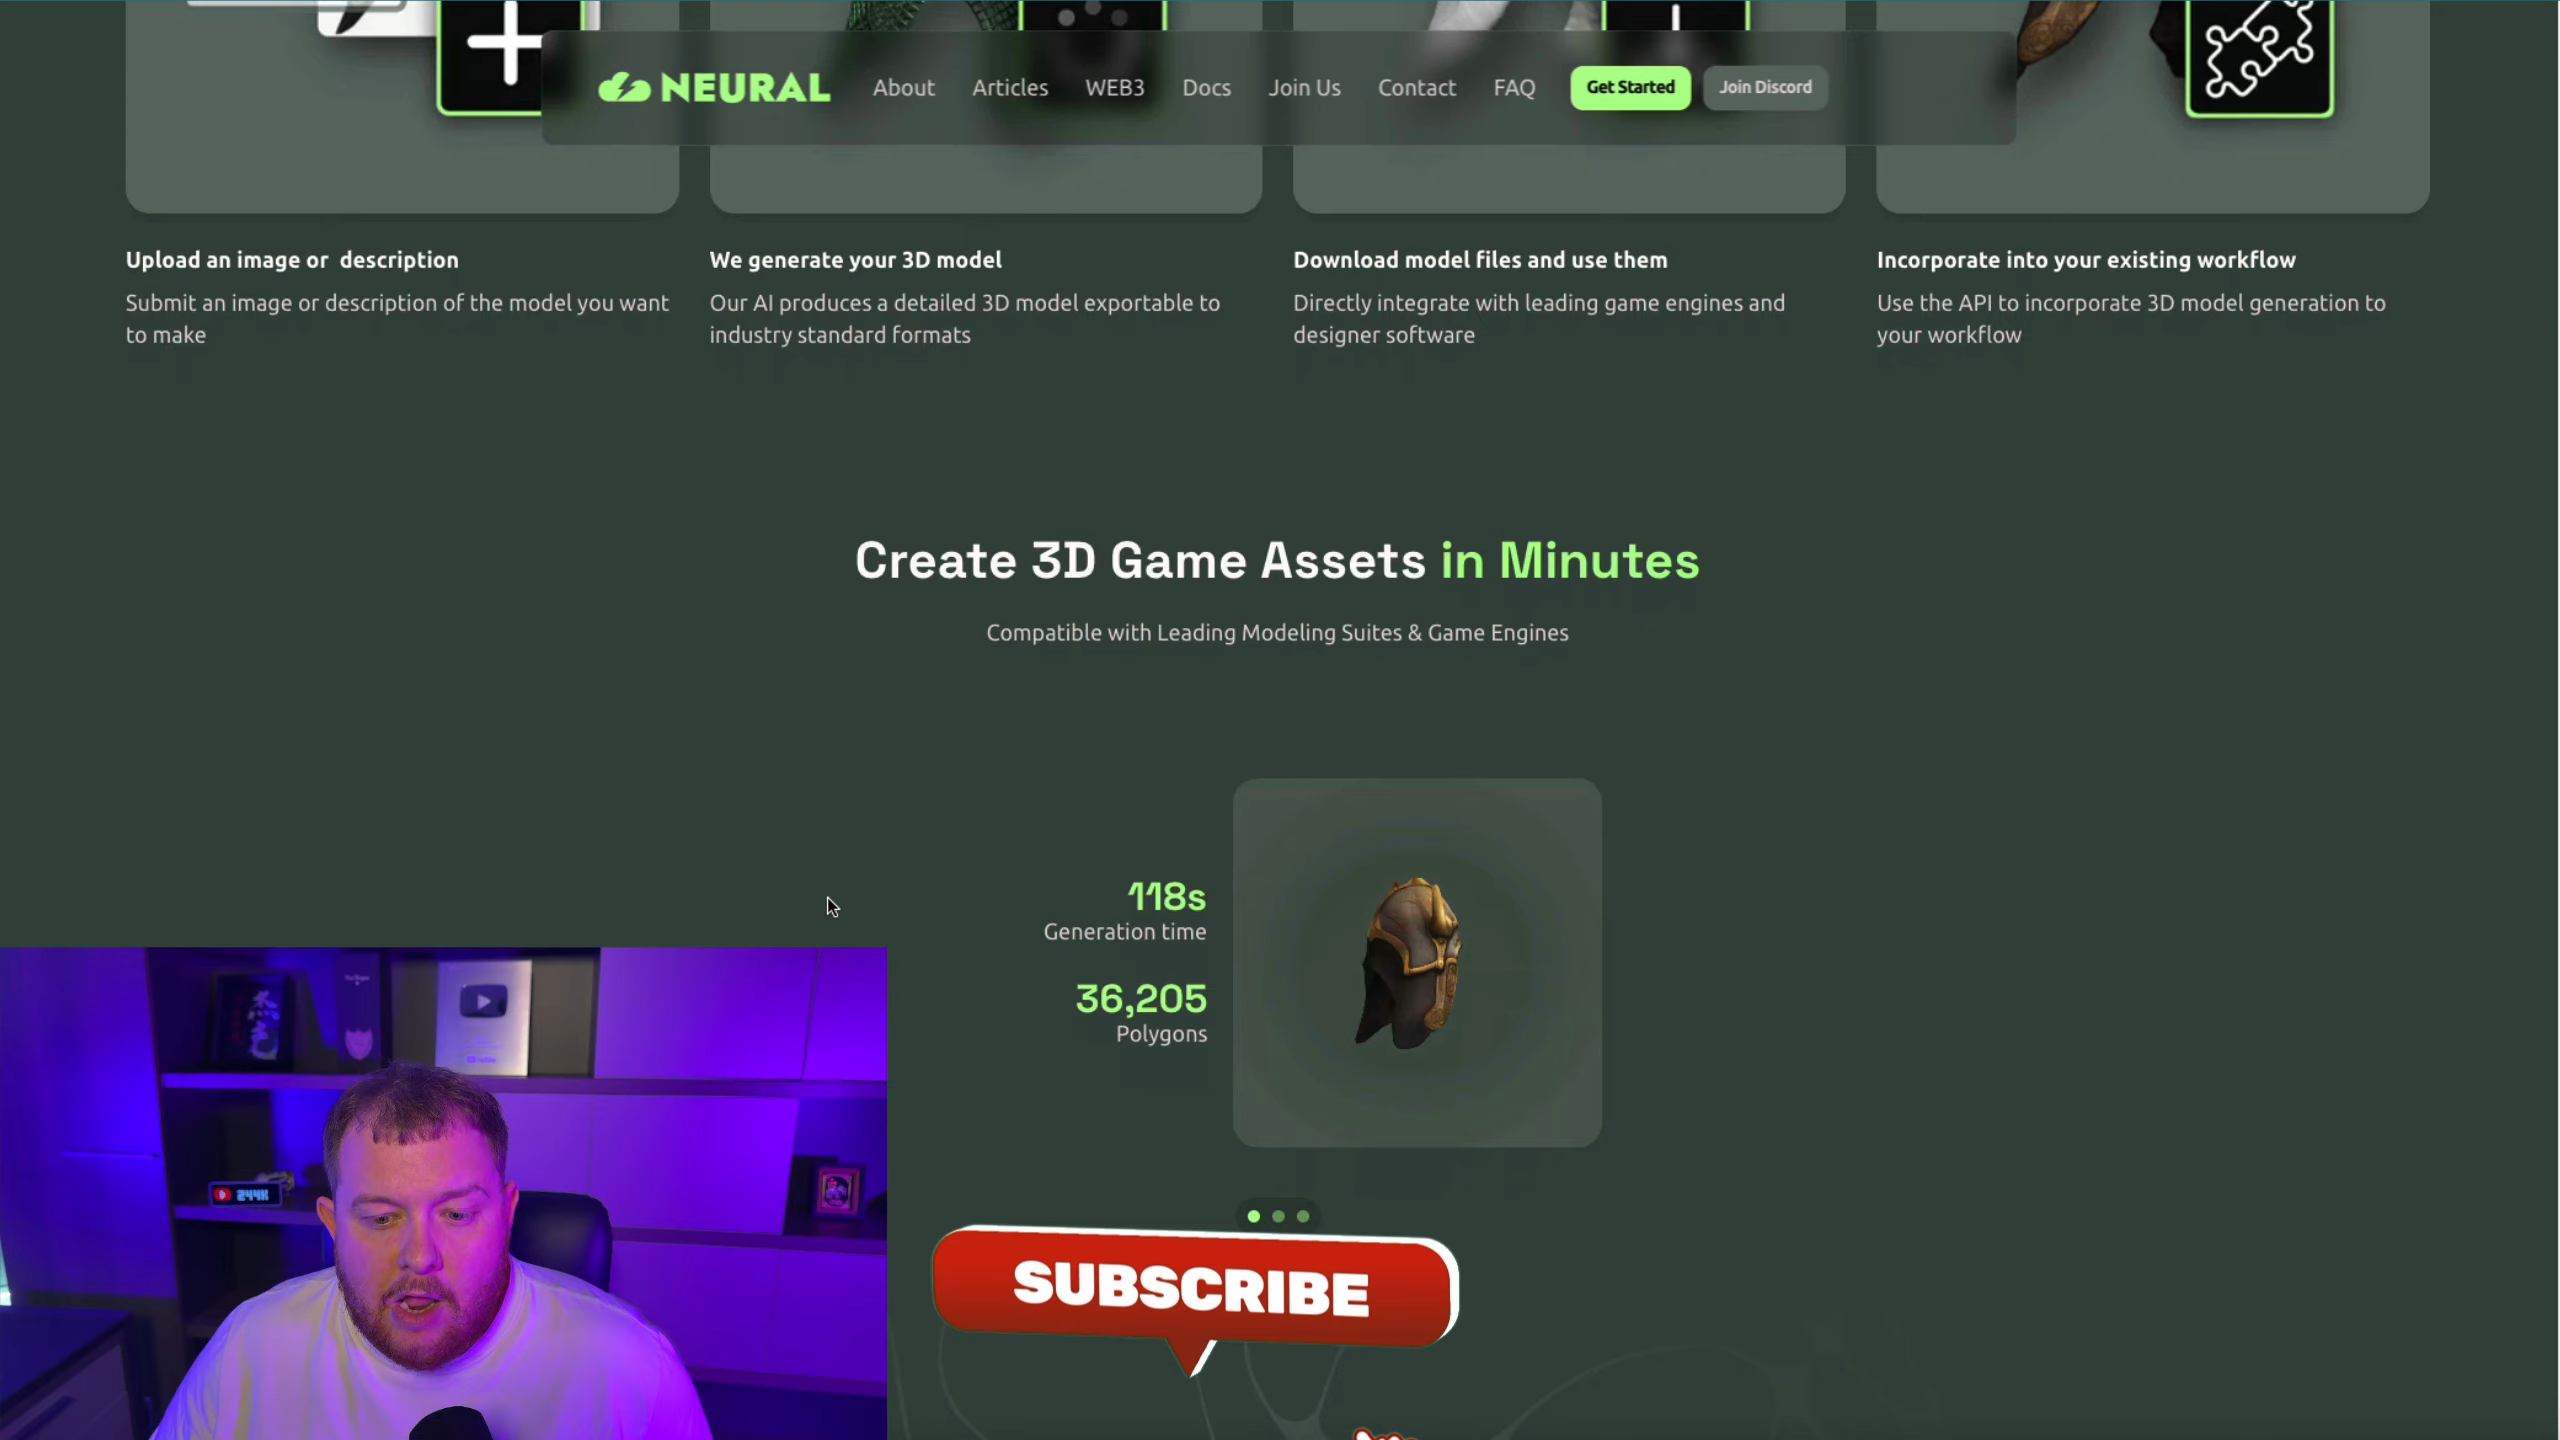 NEURAL
About
Articles
WEB3
Docs
Join Us
Contact
FAQ
Get Started
Join Discord
Upload an image or description
Submit an image or description of the model you want
to make
We generate your 3D model
Our AI produces a detailed 3D model exportable to
industry standard formats
Download model files and use them
Directly integrate with leading game engines and
designer software
Incorporate into your existing workflow
Use the API to incorporate 3D model generation to
your workflow
Create 3D Game Assets in Minutes
Compatible with Leading Modeling Suites & Game Engines
118s
Generation time
36,205
Polygons
244K
SUBSCRIBE